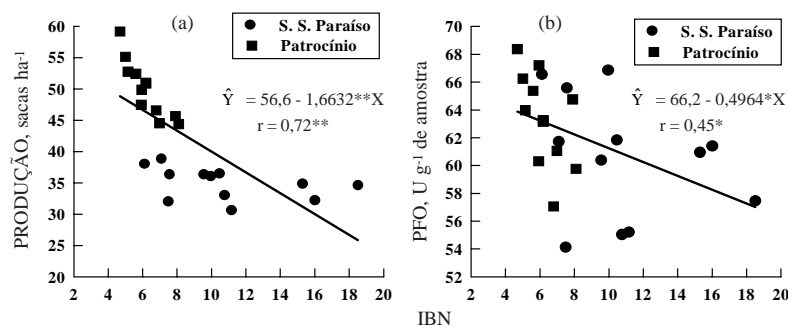 (a)
S. S. Paraíso
Patrocínio
Ŷ = 56,6 - 1,6632**X
r = 0,72**
PRODUÇÃO, sacas ha-1
60
55
50
45
40
35
30
25
20
2 4 6 8 10 12 14 16 18 20
(b)
S. S. Paraíso
Patrocínio
Ŷ = 66,2 - 0,4964*X
r = 0,45*
PFO, U g-1 de amostra
70
68
66
64
62
60
58
56
54
52
2 4 6 8 10 12 14 16 18 20
IBN